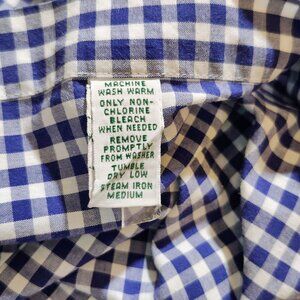 MACHINE
WASH WARM
ONLY NON-
CHLORINE
BLEACH
WHEN NEEDED
REMOVE
PROMPTLY
FROM WASHER
TUMBLE
DRY LOW
STEAM IRON
MEDIUM